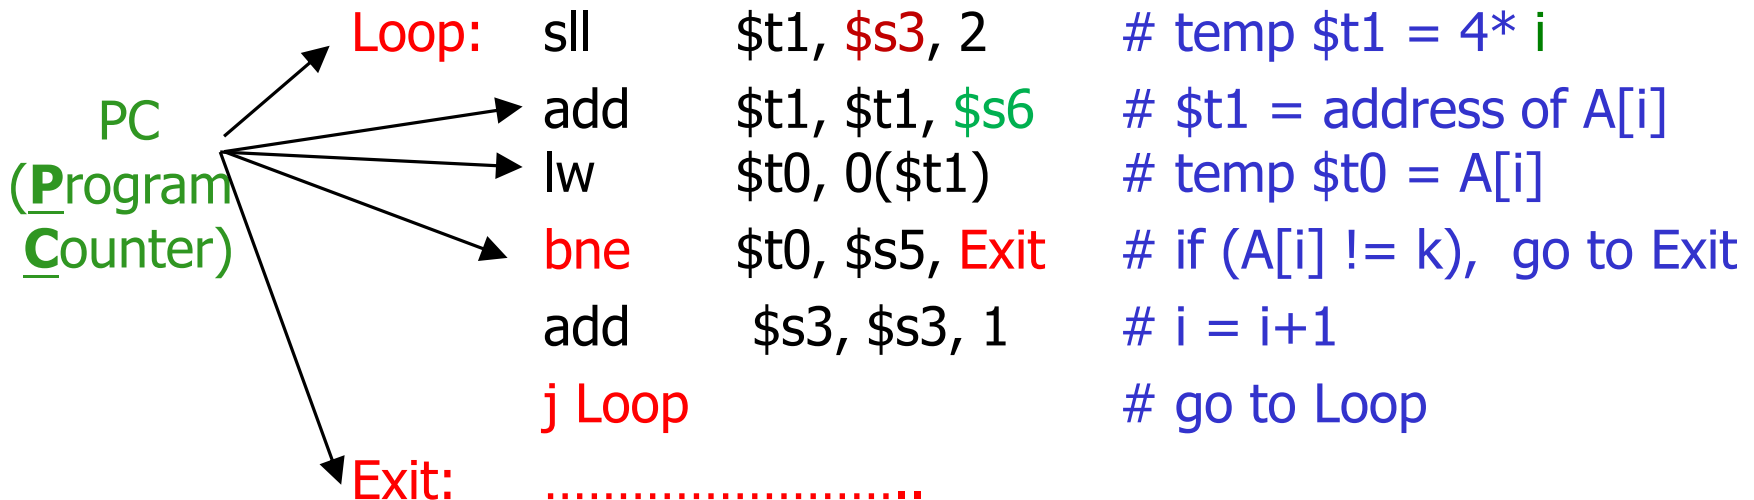 Loop: sll $t1, $s3, 2 # temp $t1 = 4* i
add $t1, $t1, $s6 # $t1 = address of A[i]
lw $t0, 0($t1) # temp $t0 = A[i]
bne $t0, $s5, Exit # if (A[i] != k), go to Exit
add $s3, $s3, 1 # i = i+1
j Loop # go to Loop
Exit: ............................
PC
(Program
Counter)